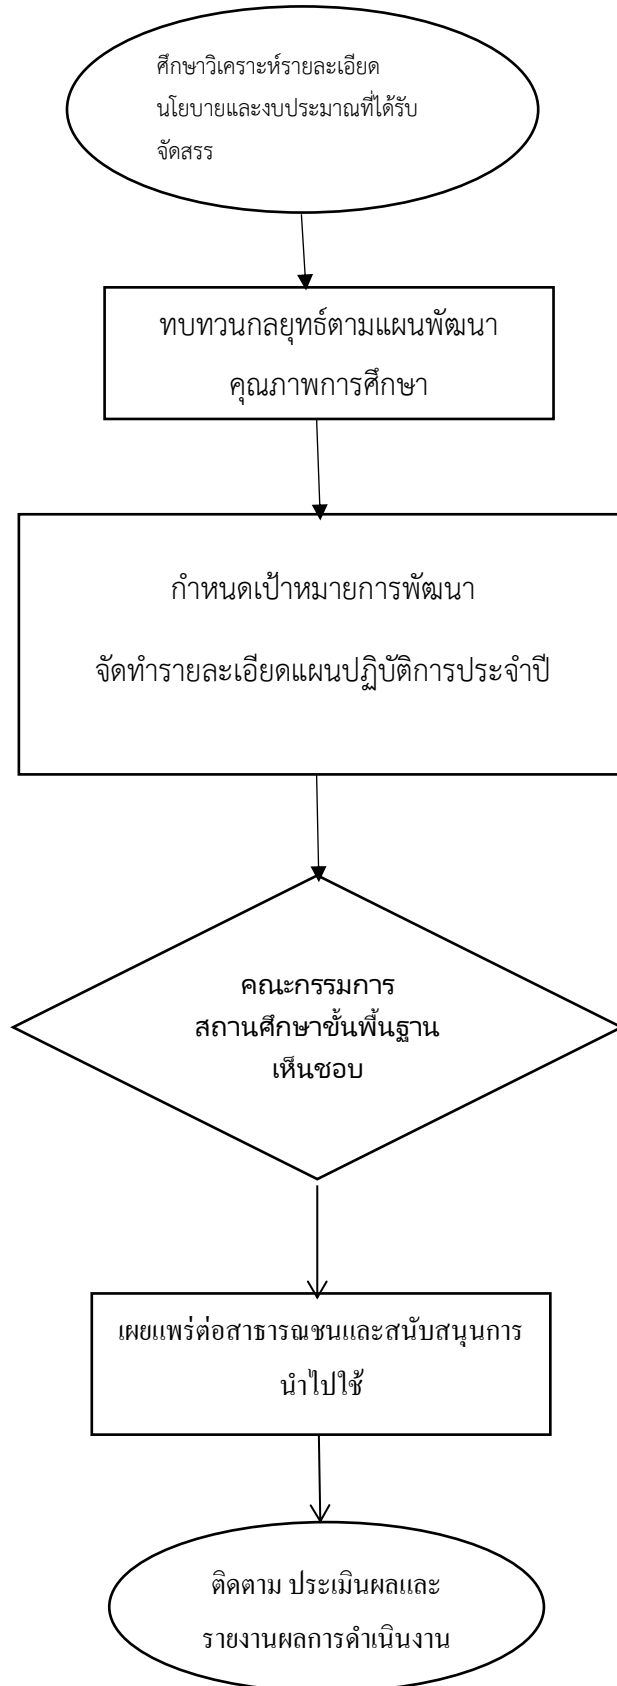 ศึกษาวิเคราะห์รายละเอียด
นโยบายและงบประมาณที่ได้รับ
จัดสรร
ทบทวนกลยุทธ์ตามแผนพัฒนา
คุณภาพการศึกษา
กำหนดเป้าหมายการพัฒนา
จัดทำรายละเอียดแผนปฏิบัติการประจำปี
คณะกรรมการ
สถานศึกษาขั้นพื้นฐาน
เห็นชอบ
เผยแพร่ต่อสาธารณชนและสนับสนุนการ
นำไปใช้
ติดตาม ประเมินผลและ
รายงานผลการดำเนินงาน